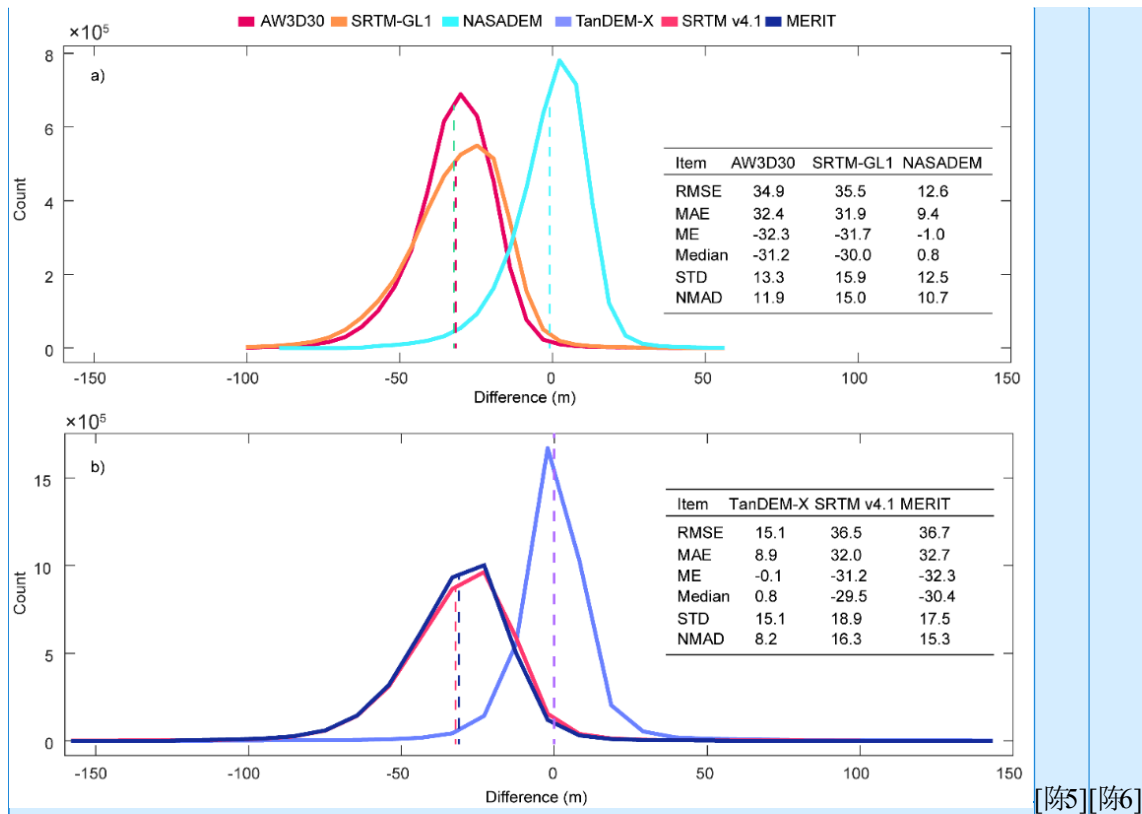 AW3D30 SRTM-GL1 NASADEM TanDEM-X SRTM v4.1 MERIT
×10⁵
a)
8
6
4
2
0
Count
-150 -100 -50 0 50 100 150
Difference (m)
Item AW3D30 SRTM-GL1 NASADEM
RMSE 34.9 35.5 12.6
MAE 32.4 31.9 9.4
ME -32.3 -31.7 -1.0
Median -31.2 -30.0 0.8
STD 13.3 15.9 12.5
NMAD 11.9 15.0 10.7
×10⁵
b)
15
10
5
0
Count
-150 -100 -50 0 50 100 150
Difference (m)
Item TanDEM-X SRTM v4.1 MERIT
RMSE 15.1 36.5 36.7
MAE 8.9 32.0 32.7
ME -0.1 -31.2 -32.3
Median 0.8 -29.5 -30.4
STD 15.1 18.9 17.5
NMAD 8.2 16.3 15.3
[陈5][陈6]